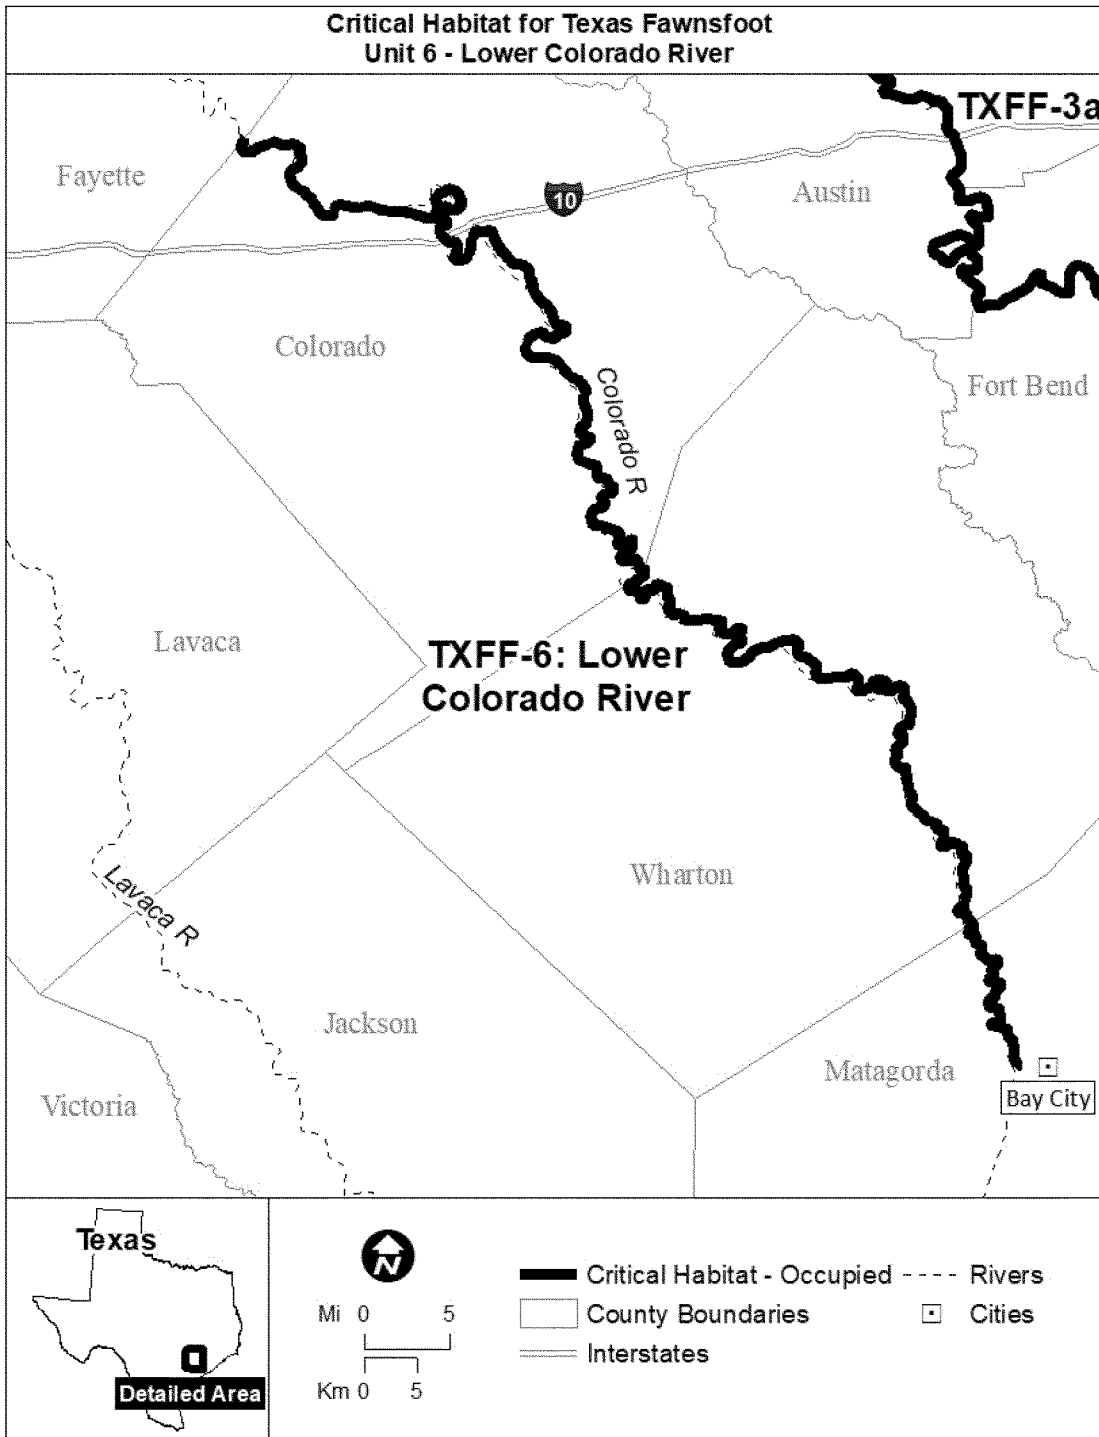 Critical Habitat for Texas Fawnsfoot
Unit 6 - Lower Colorado River
TXFF-3a
Fayette
10
Austin
Colorado
Fort Bend
Colorado R
Lavaca
TXFF-6: Lower
Colorado River
Wharton
Lavaca R
Jackson
Matagorda
Victoria
Bay City
Texas
Detailed Area
N
Mi 0 5
Km 0 5
Critical Habitat - Occupied
County Boundaries
Interstates
Rivers
Cities